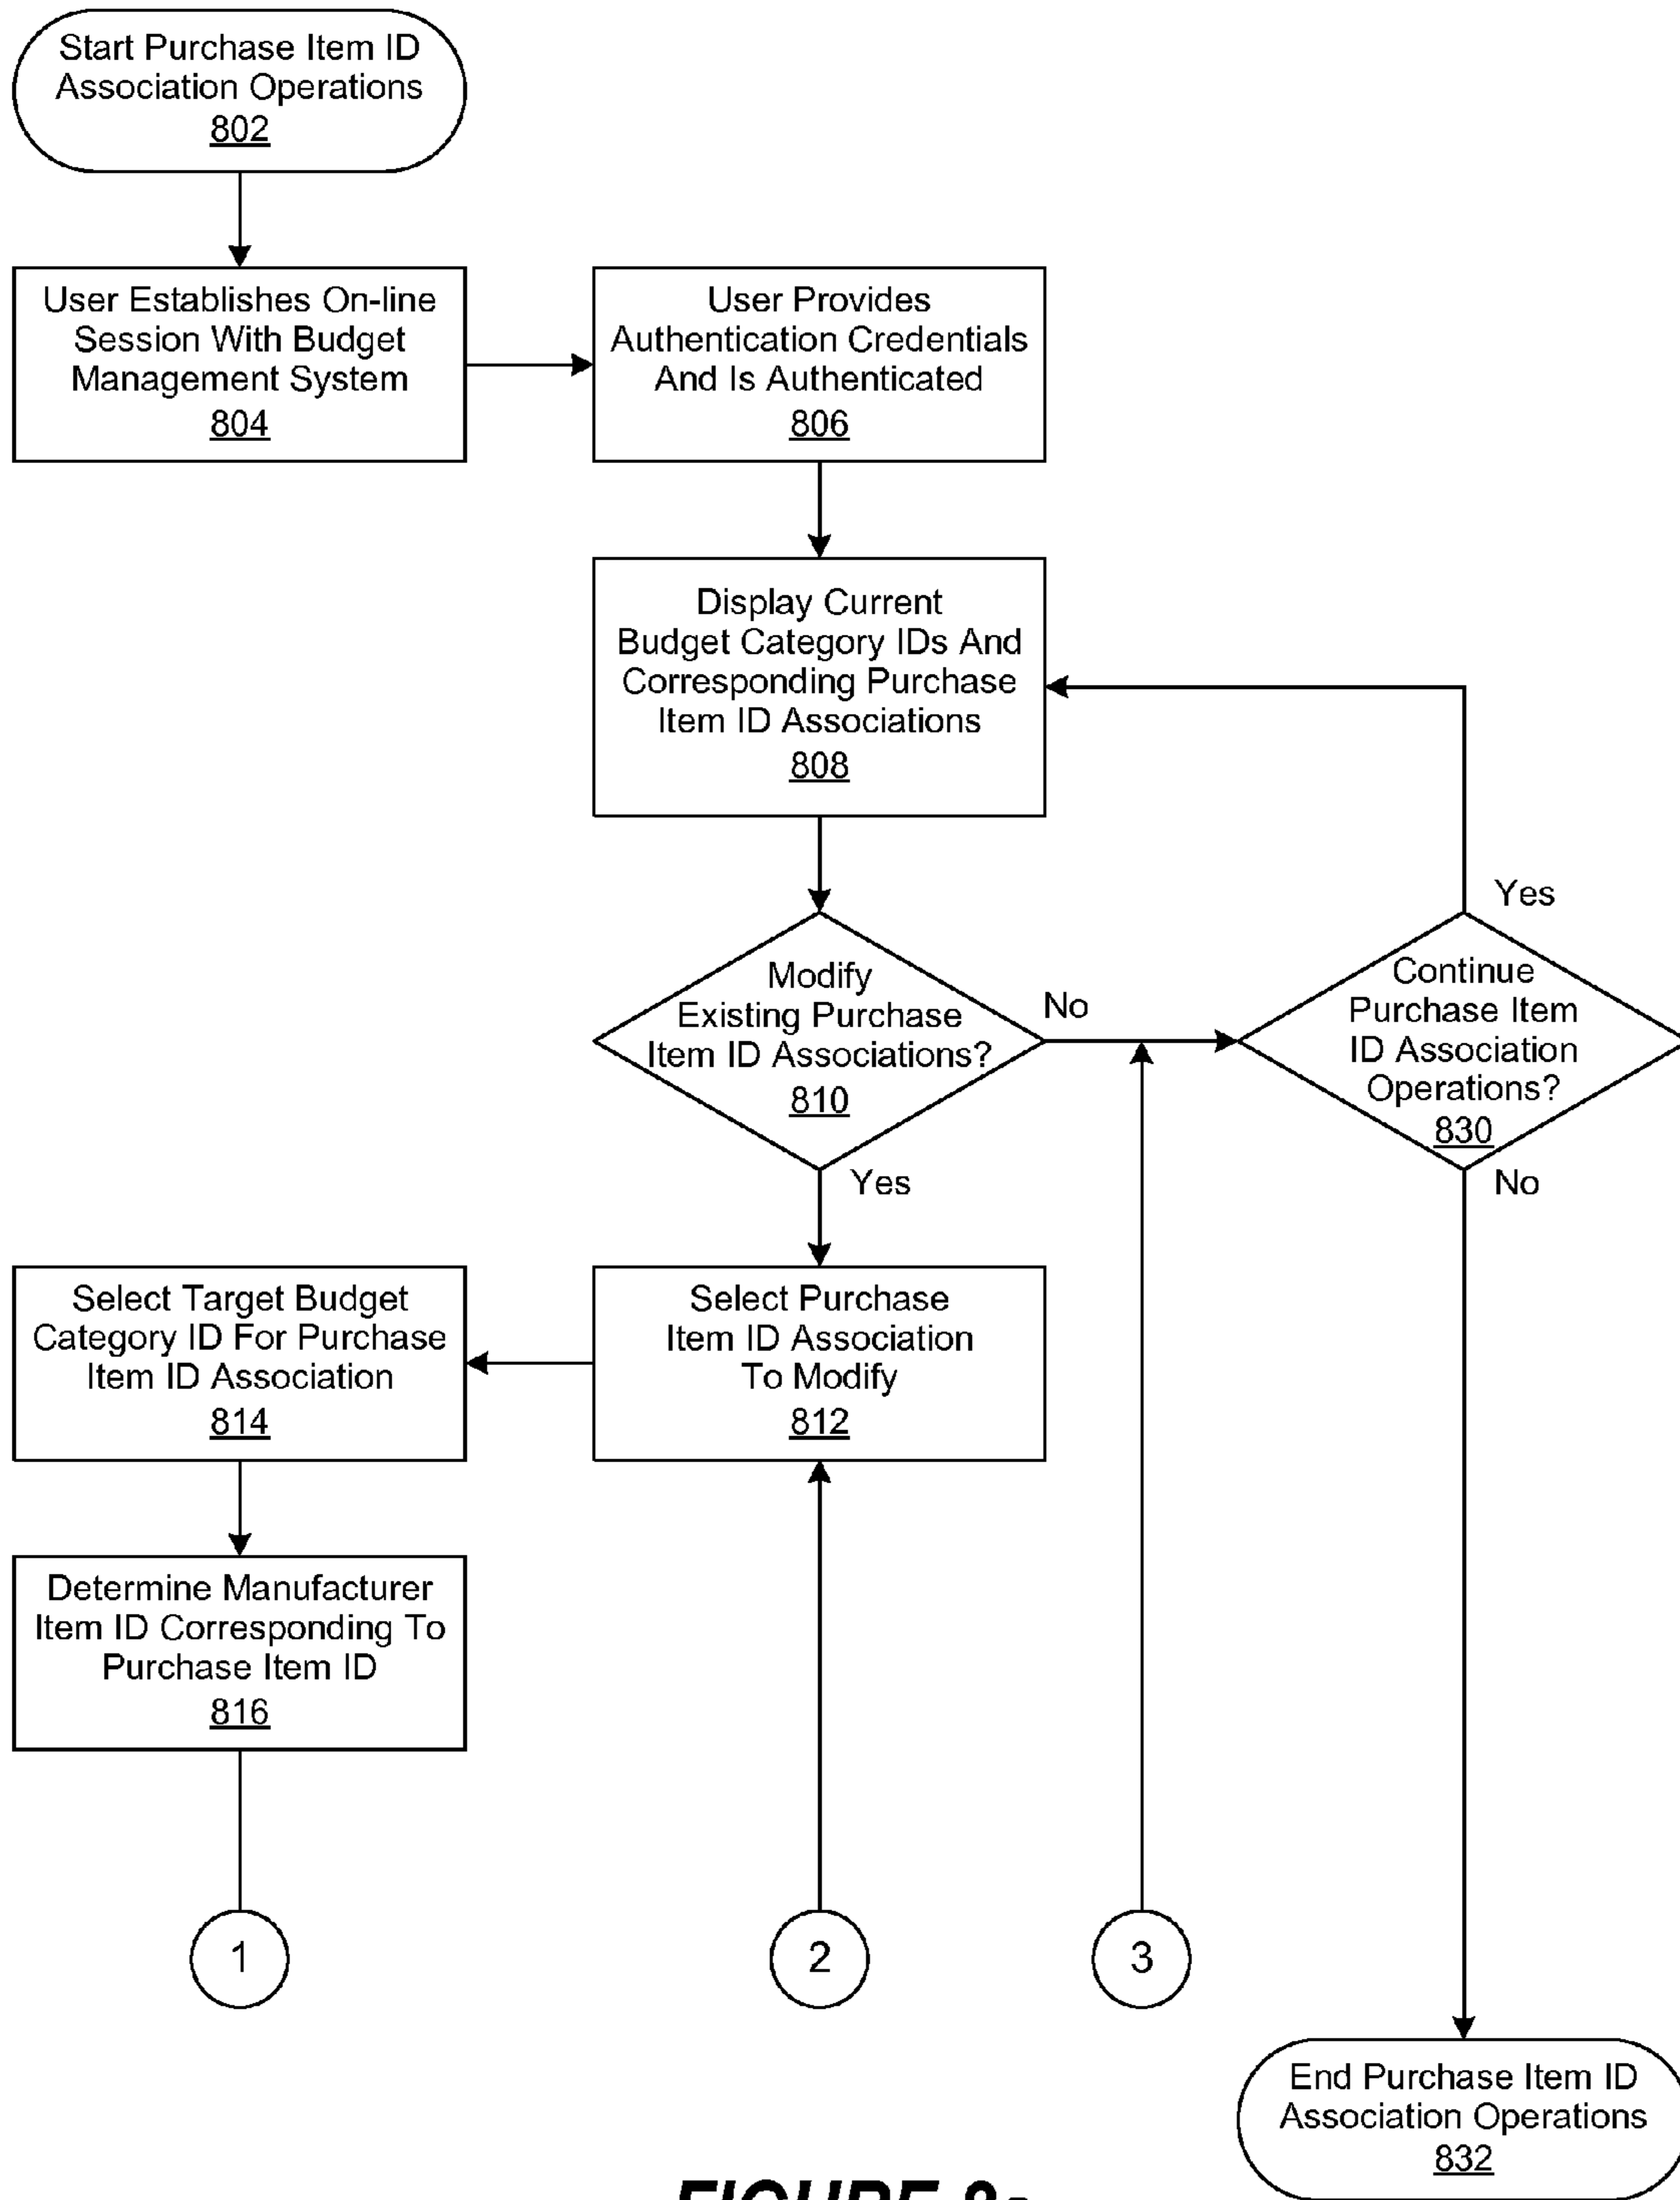 Start Purchase Item ID
Association Operations
802
User Establishes On-line
Session With Budget
Management System
804
User Provides
Authentication Credentials
And Is Authenticated
806
Display Current
Budget Category IDs And
Corresponding Purchase
Item ID Associations
808
Modify
Existing Purchase
Item ID Associations?
810
No
Yes
Continue
Purchase Item
ID Association
Operations?
830
Yes
No
Select Purchase
Item ID Association
To Modify
812
Select Target Budget
Category ID For Purchase
Item ID Association
814
Determine Manufacturer
Item ID Corresponding To
Purchase Item ID
816
1
2
3
End Purchase Item ID
Association Operations
832
FIGURE 8a